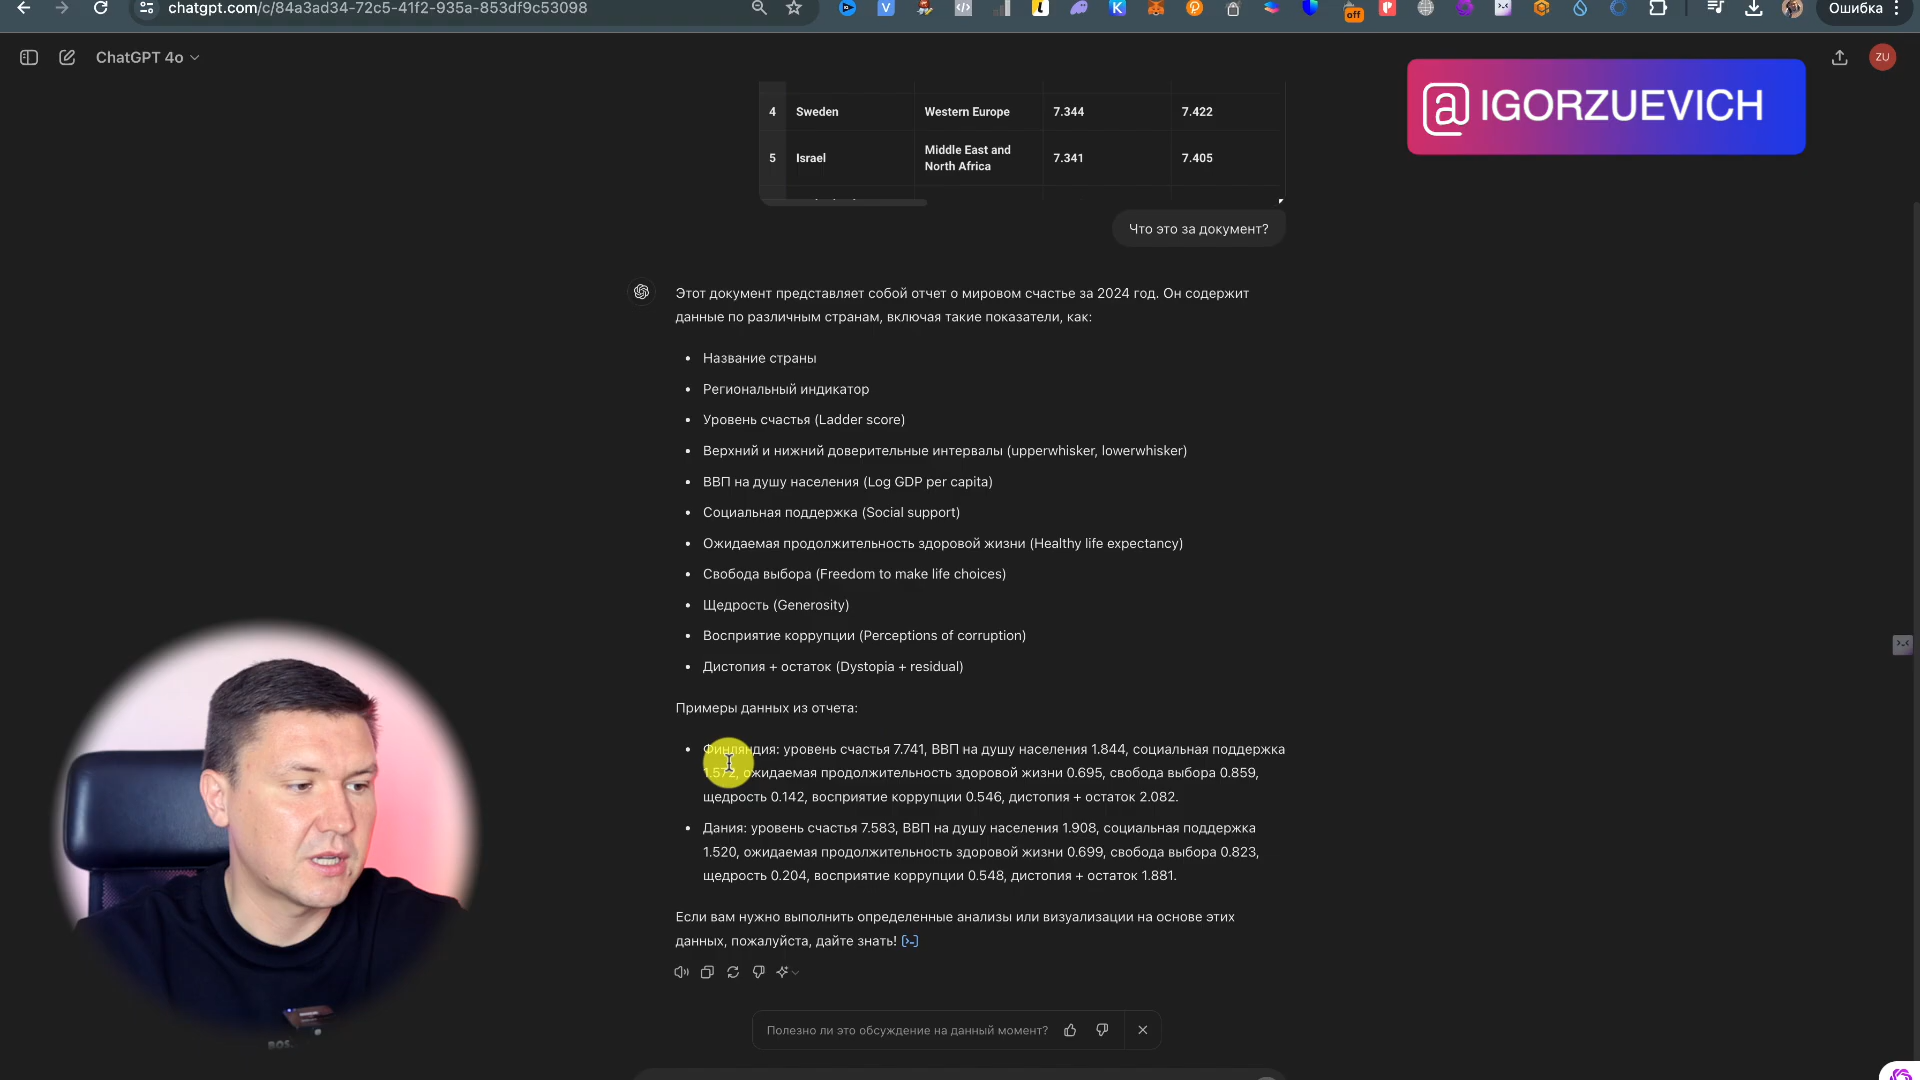 chatgpt.com/c/84a3ad34-72c5-41f2-935a-853df9c53098
off
Ошибка
ChatGPT 4o
ZU
@IGORZUEVICH
4 Sweden Western Europe 7.344 7.422
5 Israel Middle East and North Africa 7.341 7.405
Что это за документ?
Этот документ представляет собой отчет о мировом счастье за 2024 год. Он содержит
данные по различным странам, включая такие показатели, как:
Название страны
Региональный индикатор
Уровень счастья (Ladder score)
Верхний и нижний доверительные интервалы (upperwhisker, lowerwhisker)
ВВП на душу населения (Log GDP per capita)
Социальная поддержка (Social support)
Ожидаемая продолжительность здоровой жизни (Healthy life expectancy)
Свобода выбора (Freedom to make life choices)
Щедрость (Generosity)
Восприятие коррупции (Perceptions of corruption)
Дистопия + остаток (Dystopia + residual)
Примеры данных из отчета:
Финляндия: уровень счастья 7.741, ВВП на душу населения 1.844, социальная поддержка
1.572, ожидаемая продолжительность здоровой жизни 0.695, свобода выбора 0.859,
щедрость 0.142, восприятие коррупции 0.546, дистопия + остаток 2.082.
Дания: уровень счастья 7.583, ВВП на душу населения 1.908, социальная поддержка
1.520, ожидаемая продолжительность здоровой жизни 0.699, свобода выбора 0.823,
щедрость 0.204, восприятие коррупции 0.548, дистопия + остаток 1.881.
Если вам нужно выполнить определенные анализы или визуализации на основе этих
данных, пожалуйста, дайте знать! [>-]
Полезно ли это обсуждение на данный момент?